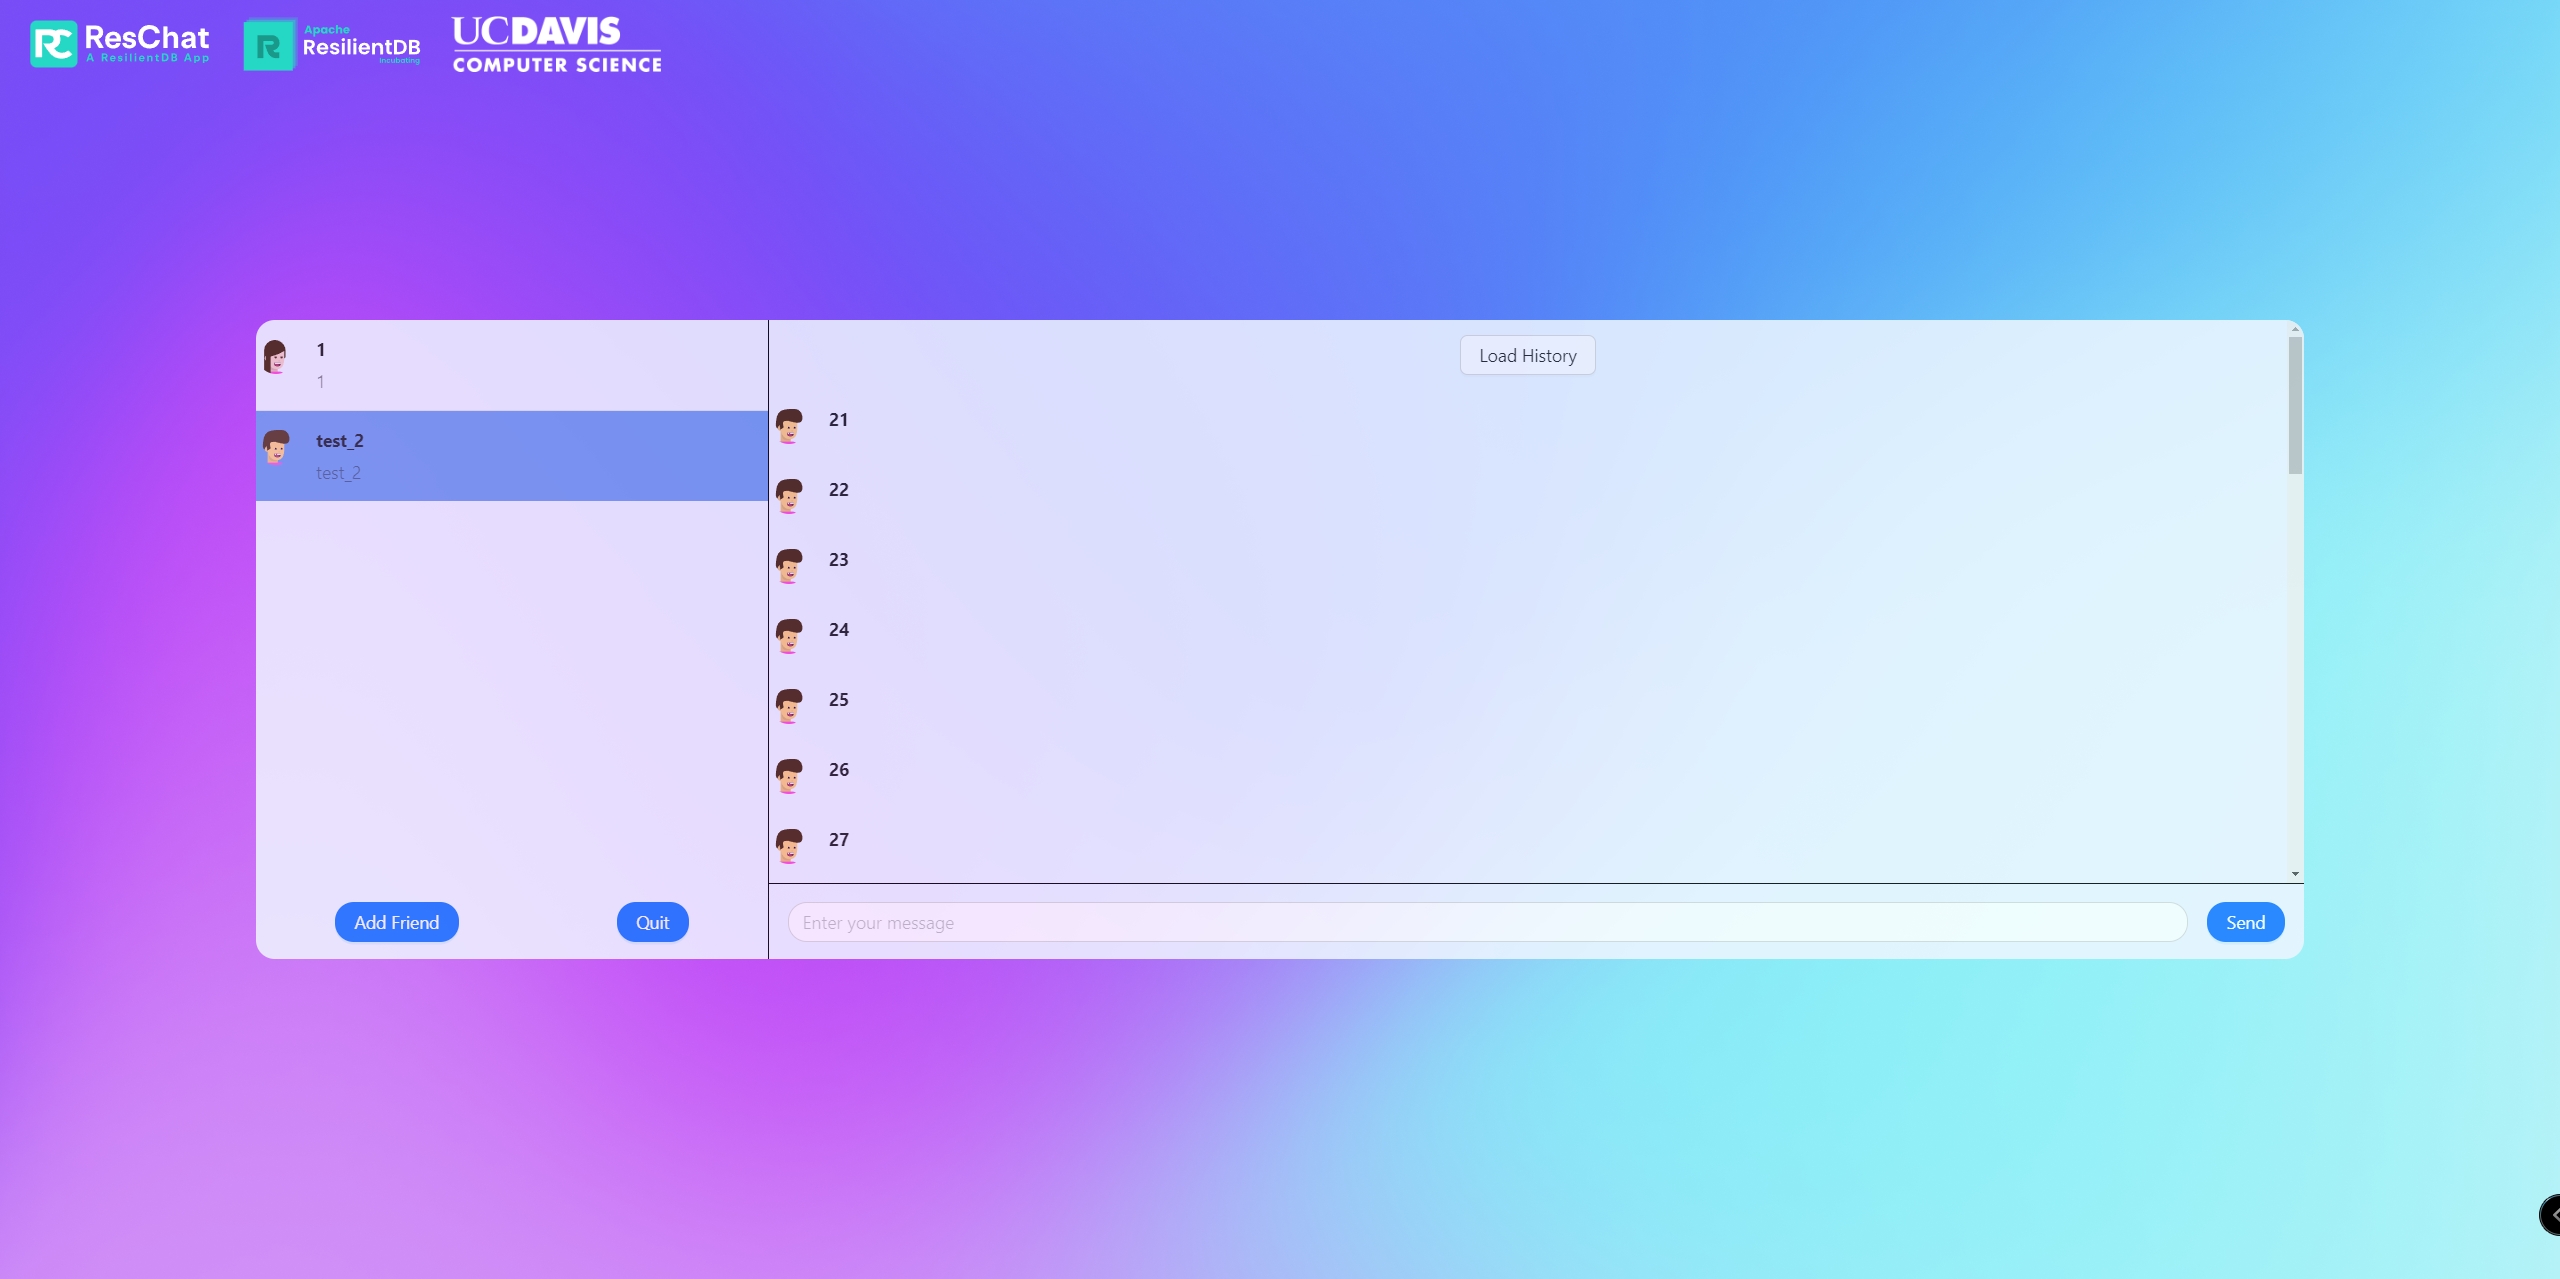 ResChat
A ResilientDB App
Apache
ResilientDB
Incubating
UCDAVIS
COMPUTER SCIENCE
1
1
test_2
test_2
Add Friend
Quit
Load History
21
22
23
24
25
26
27
Enter your message
Send